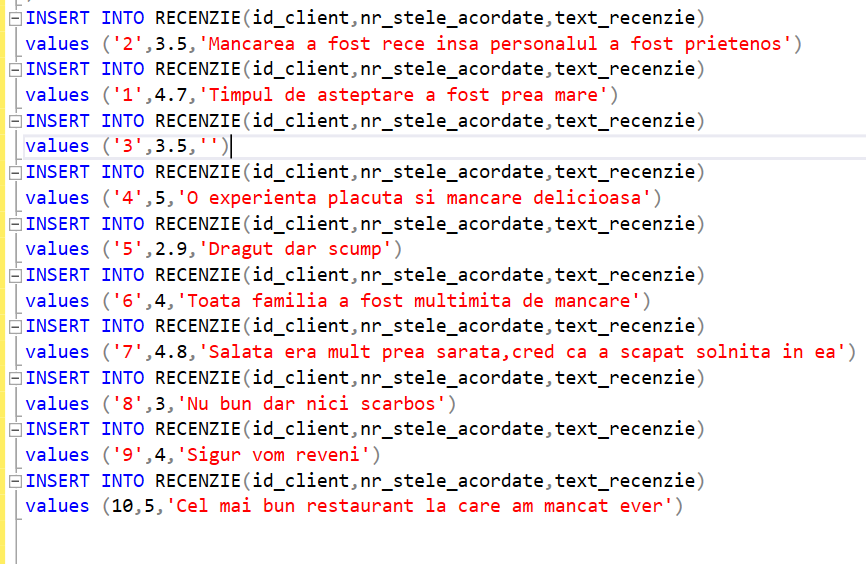 INSERT INTO RECENZIE(id_client,nr_stele_acordate,text_recenzie)
values ('2',3.5,'Mancarea a fost rece insa personalul a fost prietenos')
INSERT INTO RECENZIE(id_client,nr_stele_acordate,text_recenzie)
values ('1',4.7,'Timpul de asteptare a fost prea mare')
INSERT INTO RECENZIE(id_client,nr_stele_acordate,text_recenzie)
values ('3',3.5,'')
INSERT INTO RECENZIE(id_client,nr_stele_acordate,text_recenzie)
values ('4',5,'O experienta placuta si mancare delicioasa')
INSERT INTO RECENZIE(id_client,nr_stele_acordate,text_recenzie)
values ('5',2.9,'Dragut dar scump')
INSERT INTO RECENZIE(id_client,nr_stele_acordate,text_recenzie)
values ('6',4,'Toata familia a fost multimita de mancare')
INSERT INTO RECENZIE(id_client,nr_stele_acordate,text_recenzie)
values ('7',4.8,'Salata era mult prea sarata,cred ca a scapat solnita in ea')
INSERT INTO RECENZIE(id_client,nr_stele_acordate,text_recenzie)
values ('8',3,'Nu bun dar nici scarbos')
INSERT INTO RECENZIE(id_client,nr_stele_acordate,text_recenzie)
values ('9',4,'Sigur vom reveni')
INSERT INTO RECENZIE(id_client,nr_stele_acordate,text_recenzie)
values (10,5,'Cel mai bun restaurant la care am mancat ever')